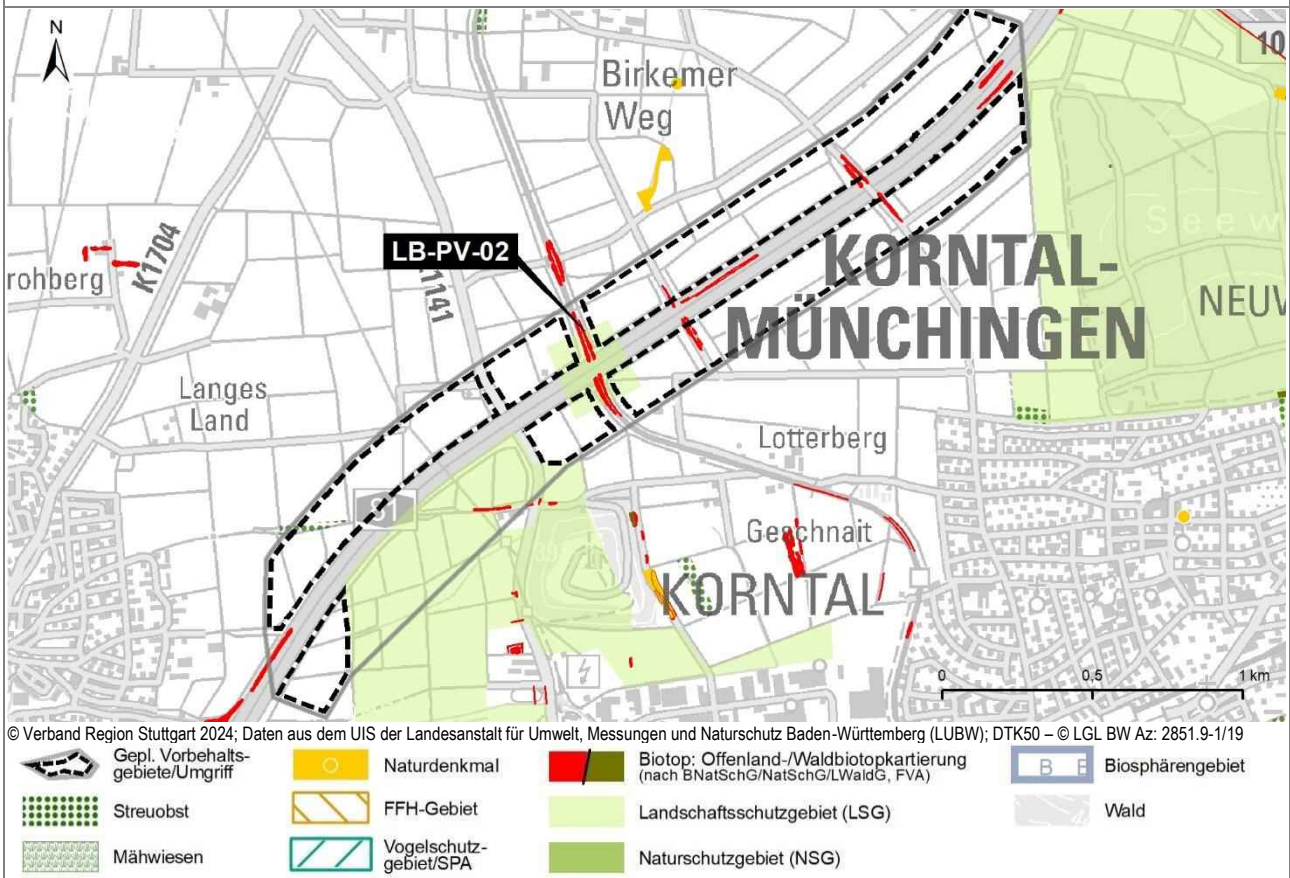 N
Birkemer
Weg
10
Seew
LB-PV-02
rohberg
K1704
1141
KORNTAL-
MÜNCHINGEN
NEUV
Langes
Land
Lotterberg
Geschnait
KORNTAL
0 0,5 1 km
© Verband Region Stuttgart 2024; Daten aus dem UIS der Landesanstalt für Umwelt, Messungen und Naturschutz Baden-Württemberg (LUBW); DTK50 – © LGL BW Az: 2851.9-1/19
Gepl. Vorbehalts-
gebiete/Umgriff
Naturdenkmal
Biotop: Offenland-/Waldbiotopkartierung
(nach BNatSchG/NatSchG/LWaldG, FVA)
B B
Biosphärengebiet
Streuobst
FFH-Gebiet
Landschaftsschutzgebiet (LSG)
Wald
Mähwiesen
Vogelschutz-
gebiet/SPA
Naturschutzgebiet (NSG)